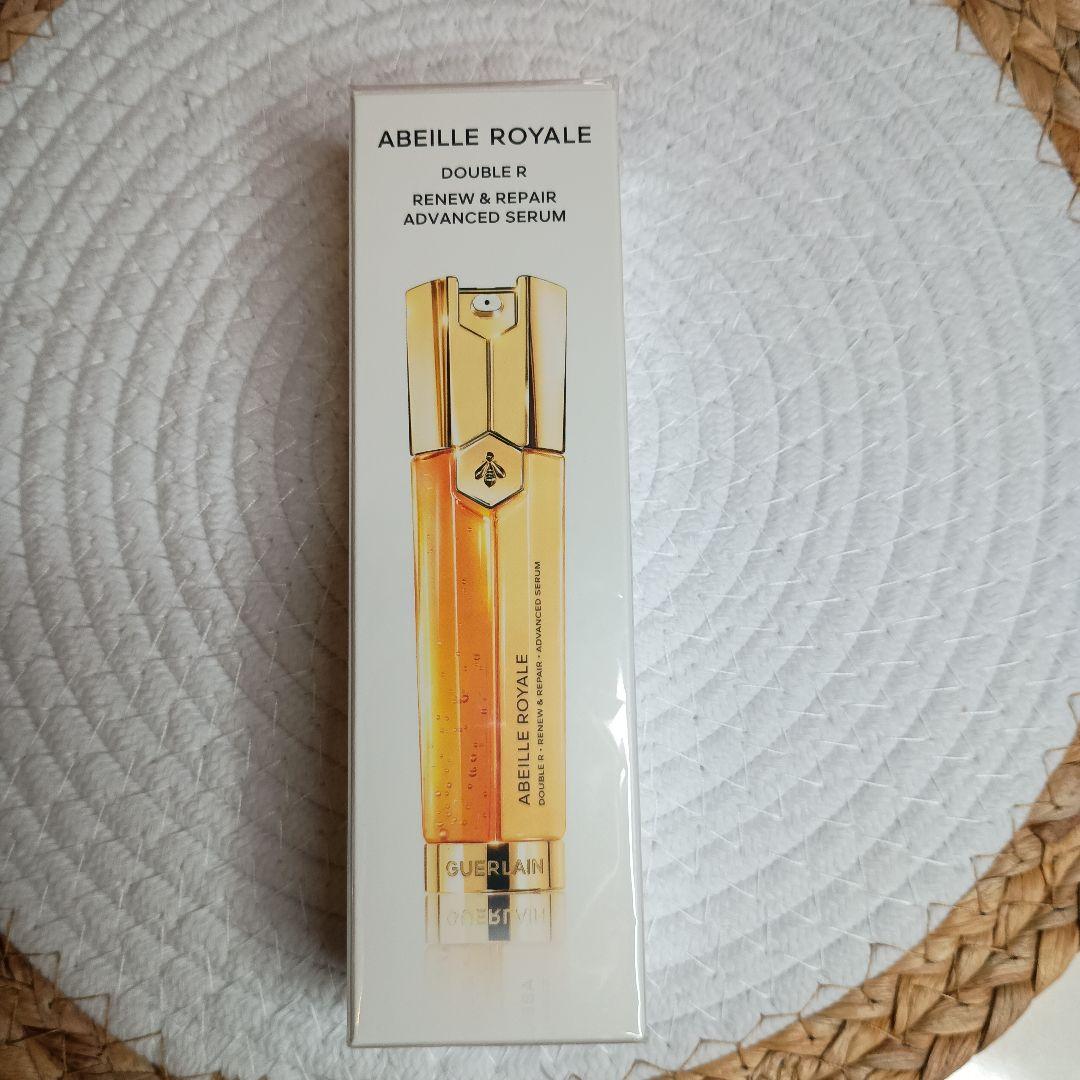 ABEILLE ROYALE
DOUBLE R
RENEW & REPAIR
ADVANCED SERUM
ABEILLE ROYALE
DOUBLE R • RENEW & REPAIR • ADVANCED SERUM
GUERLAIN